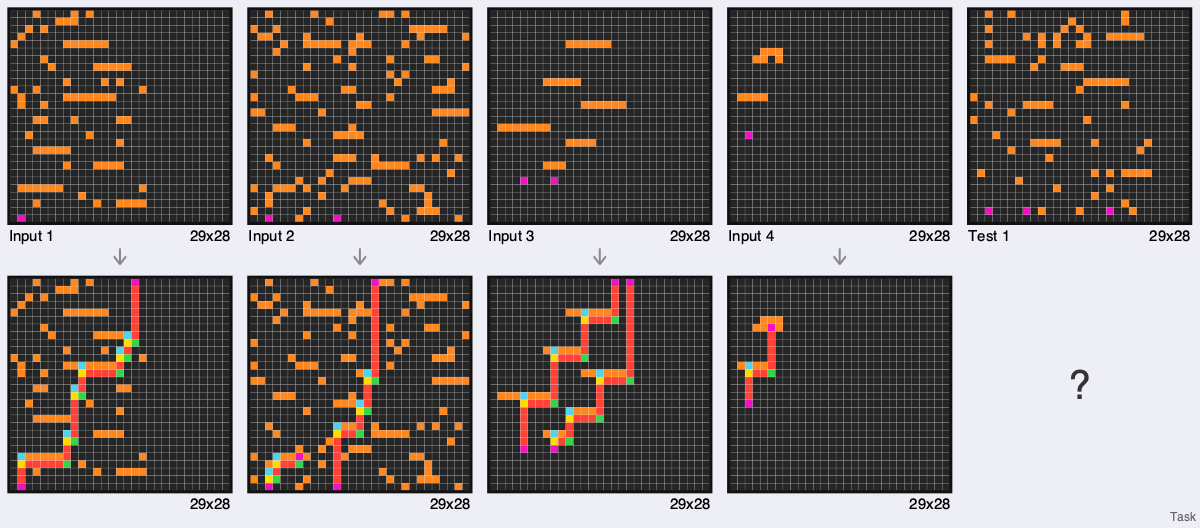 Input 1 29x28
Input 2 29x28
Input 3 29x28
Input 4 29x28
Test 1 29x28
?
29x28
29x28
29x28
29x28
Task